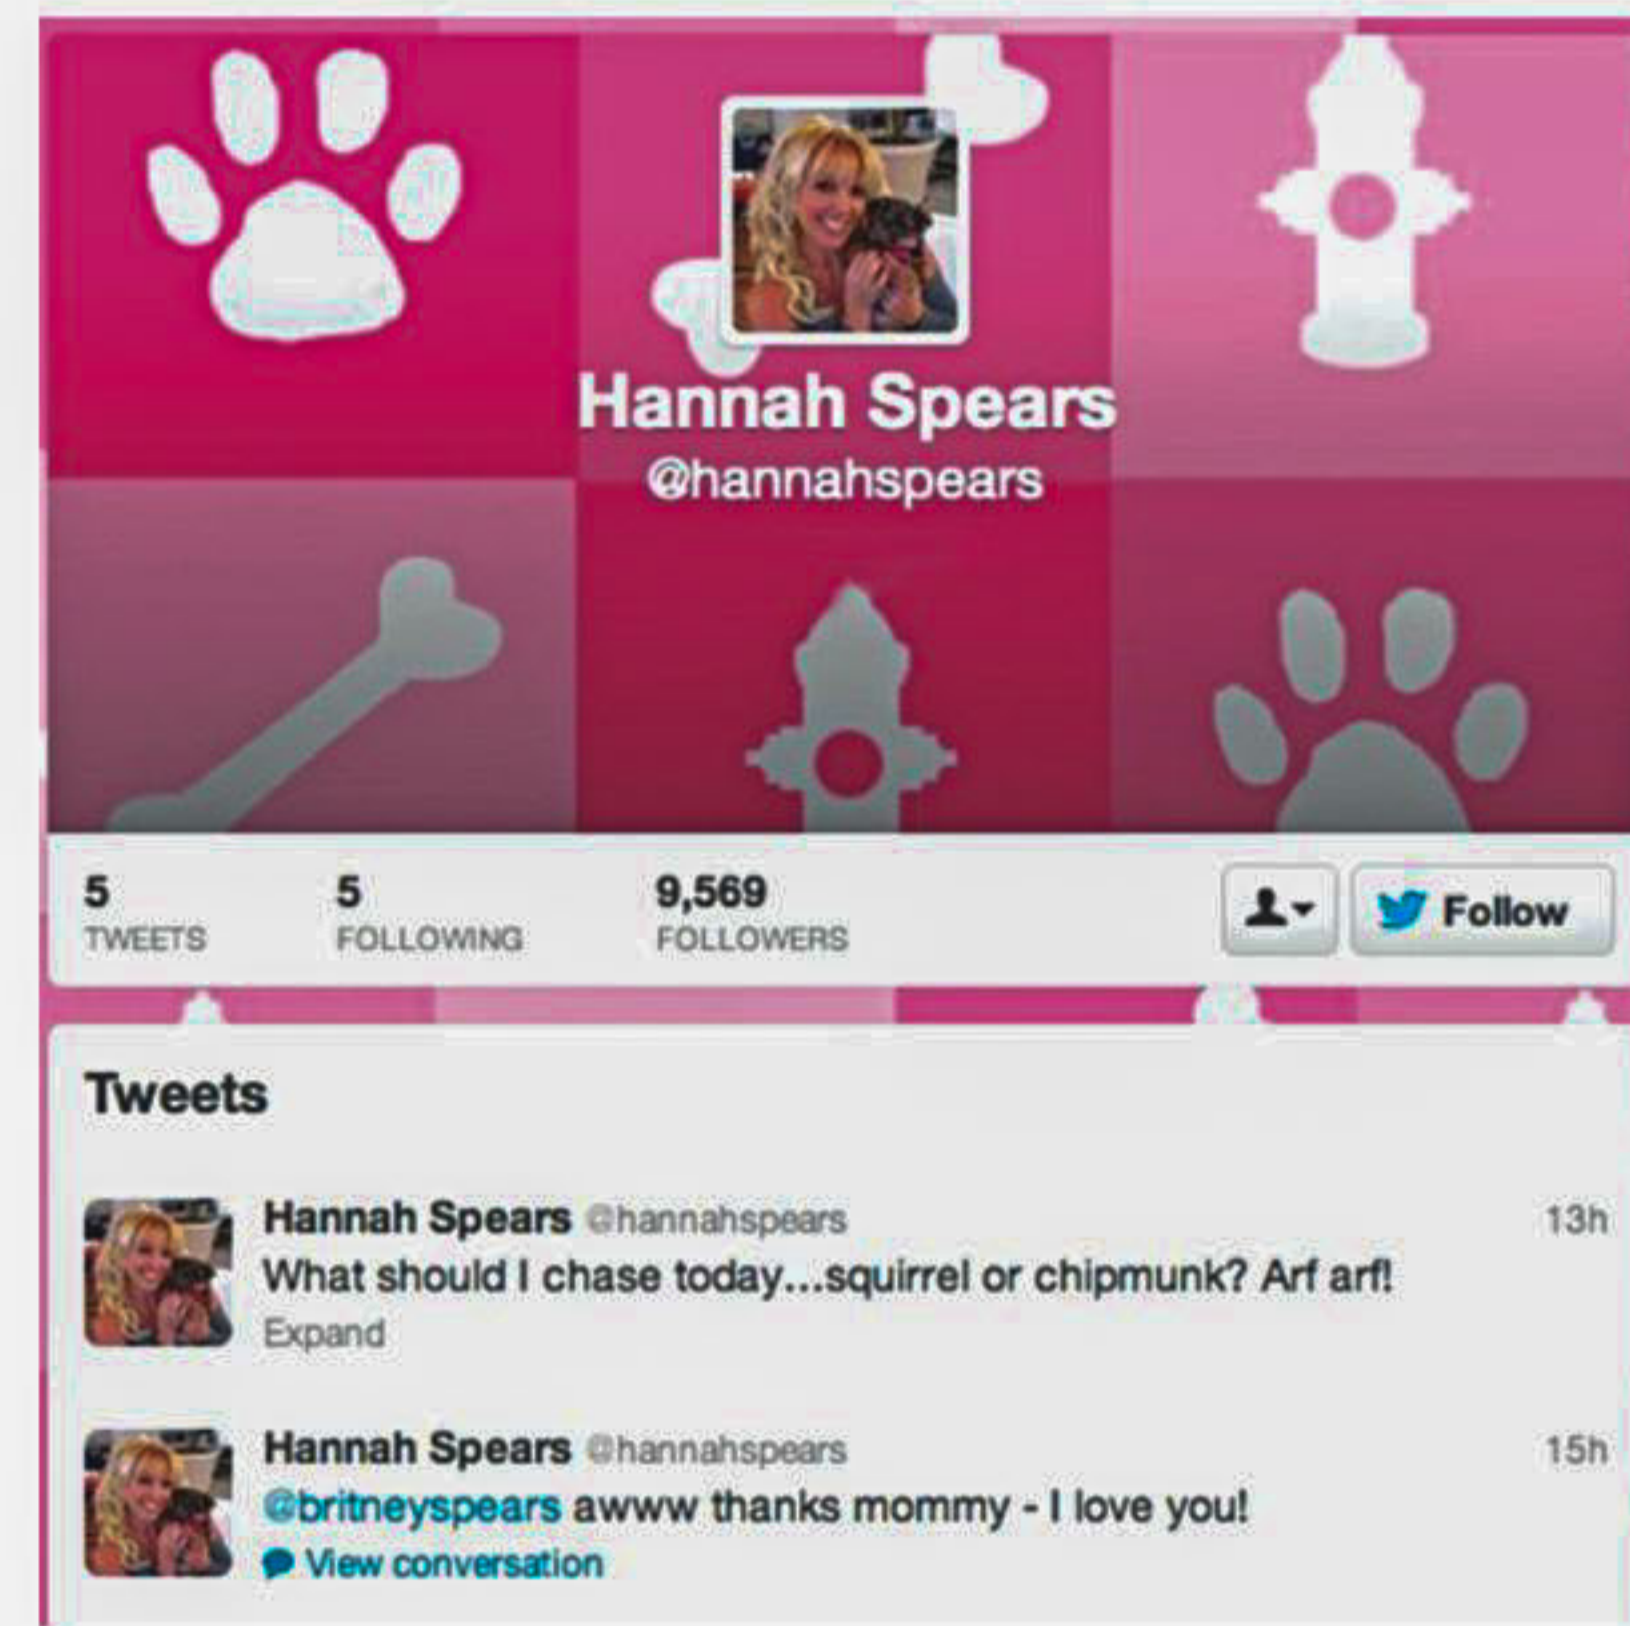 Hannah Spears
@hannahspears
5 5 9,569
TWEETS FOLLOWING FOLLOWERS
Follow
Tweets
Hannah Spears @hannahspears 13h
What should I chase today...squirrel or chipmunk? Arf arf!
Expand
Hannah Spears @hannahspears 15h
@britneyspears awww thanks mommy - I love you!
View conversation